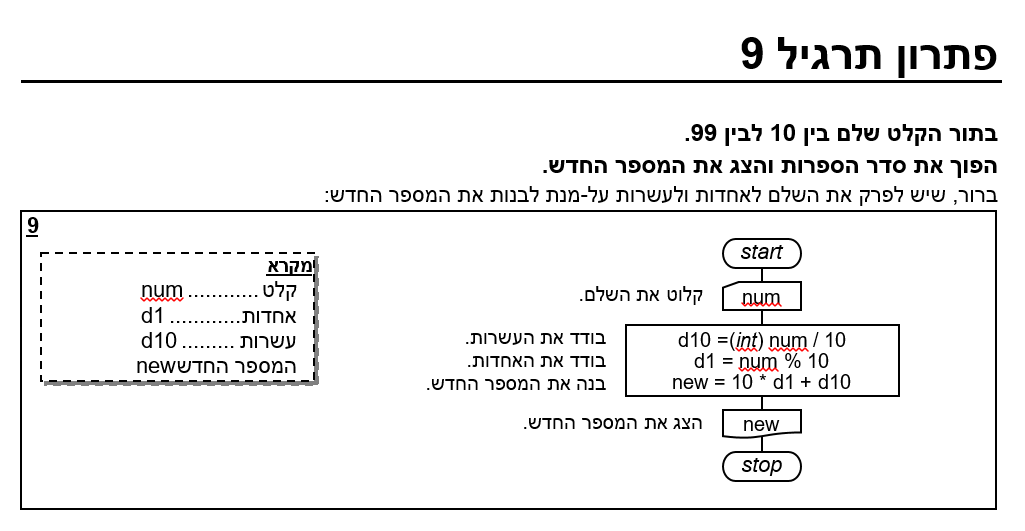 פתרון תרגיל 9
בתור הקלט שלם בין 10 לבין 99.
הפוך את סדר הספרות והצג את המספר החדש.
ברור, שיש לפרק את השלם לאחדות ולעשרות על-מנת לבנות את המספר החדש:
9
מקרא
קלט ............ num
אחדות............ d1
עשרות ......... d10
המספר החדשnew
start
קלוט את השלם.
num
בודד את העשרות.
d10 =(int) num / 10
בודד את האחדות.
d1 = num % 10
בנה את המספר החדש.
new = 10 * d1 + d10
הצג את המספר החדש.
new
stop